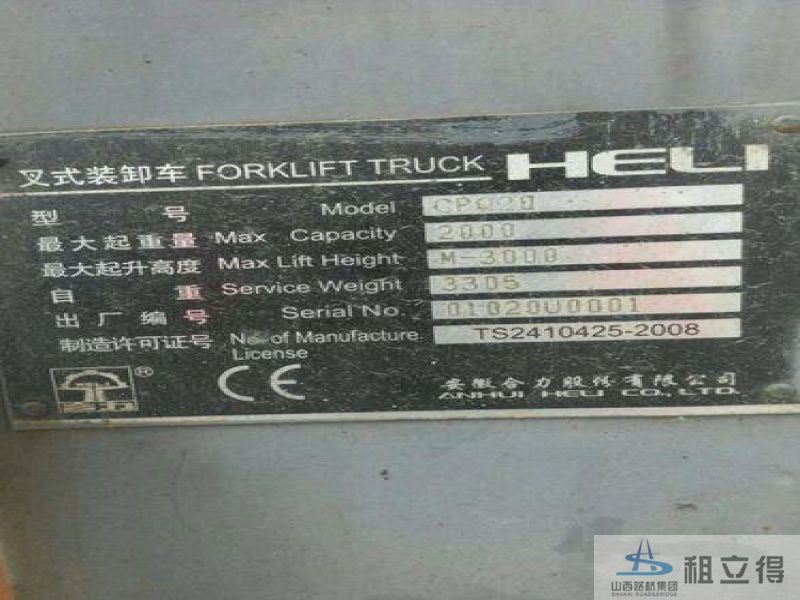 叉式装卸车 FORKLIFT TRUCK HELI
型 号 Model
最大起重量 Max Capacity 2000
最大起升高度 Max Lift Height M-3000
自 重 Service Weight 3305
出厂编号 Serial No. 01020U0001
制造许可证号 No. of Manufacture License TS2410425-2008
® CE
安徽合力股份有限公司
ANHUI HELI CO., LTD.
山西路桥集团
SHANXI ROAD&BRIDGE
租立得